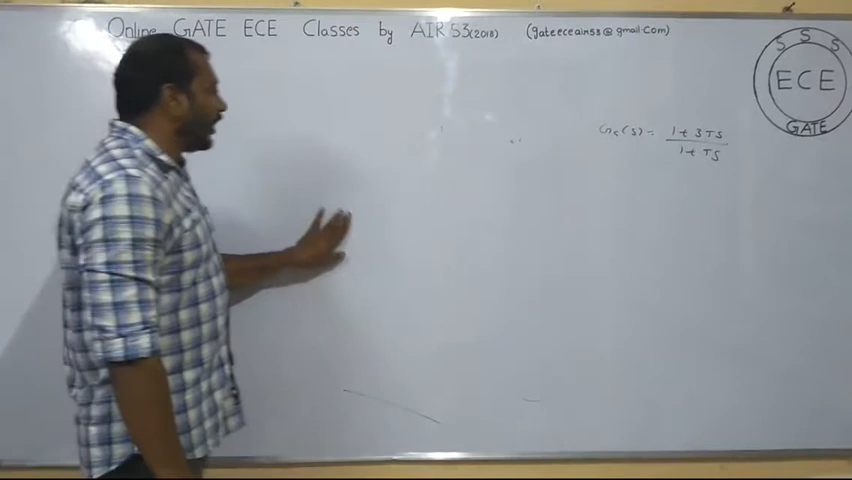 Online GATE ECE Classes by AIR 53(2018) (gateeceair53@gmail.com)
S S S
ECE
GATE
Gc(s) = 1+3TS
1+TS